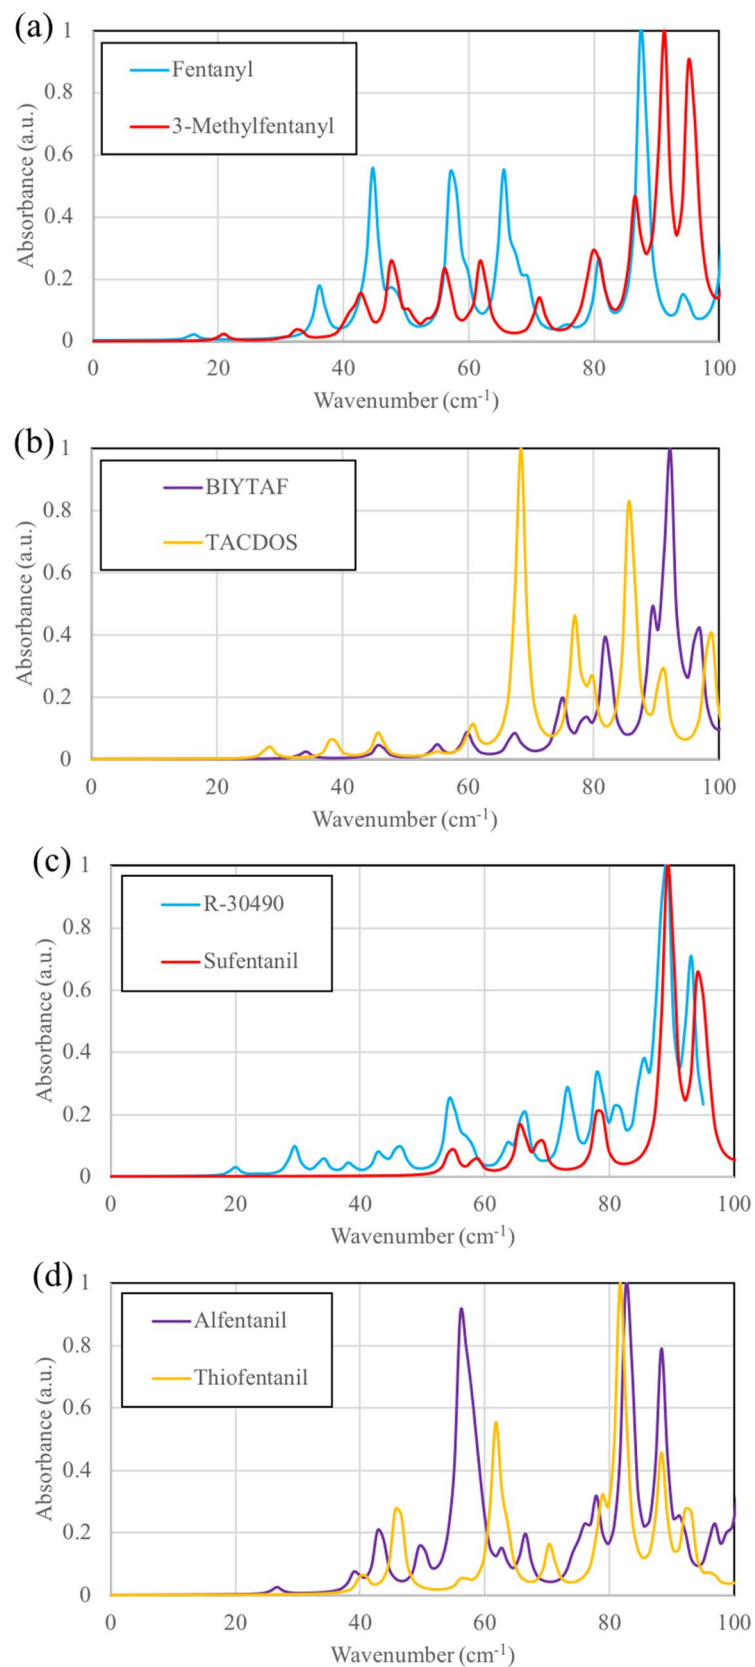 (a)
1
0.8
0.6
0.4
0.2
0
Absorbance (a.u.)
Fentanyl
3-Methylfentanyl
0 20 40 60 80 100
Wavenumber (cm-1)
(b)
1
0.8
0.6
0.4
0.2
0
Absorbance (a.u.)
BIYTAF
TACDOS
0 20 40 60 80 100
Wavenumber (cm-1)
(c)
1
0.8
0.6
0.4
0.2
0
Absorbance (a.u.)
R-30490
Sufentanil
0 20 40 60 80 100
Wavenumber (cm-1)
(d)
1
0.8
0.6
0.4
0.2
0
Absorbance (a.u.)
Alfentanil
Thiofentanil
0 20 40 60 80 100
Wavenumber (cm-1)